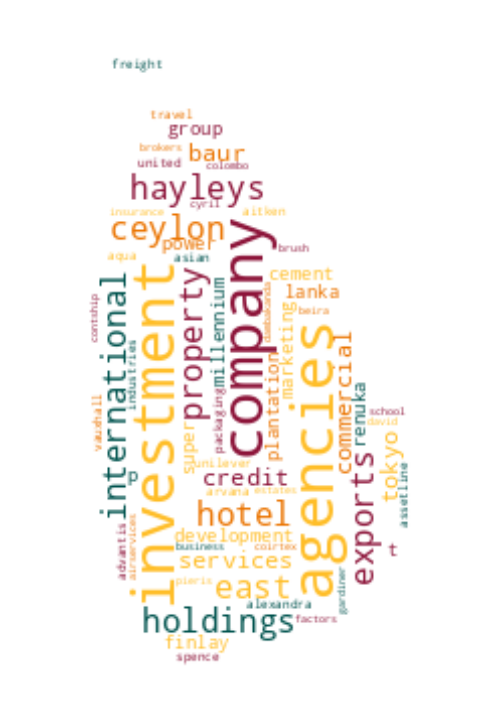 freight
travel
group
brokers
baur
united
colombo
hayleys
cyril
insurance
aitken
ceylon
power
company
brush
aqua
asian
cement
investment
property
millennium
international
lanka
dambakanda
contship
marketing
beira
agencies
industries
commercial
plantation
renuka
packaging
vauxhall
super
school
david
tokyo
unilever
exports
assetline
credit
p
arvana
estates
hotel
advantis
airservices
development
business
coirtex
t
services
pieris
east
gardiner
alexandra
holdings
factors
finlay
spence